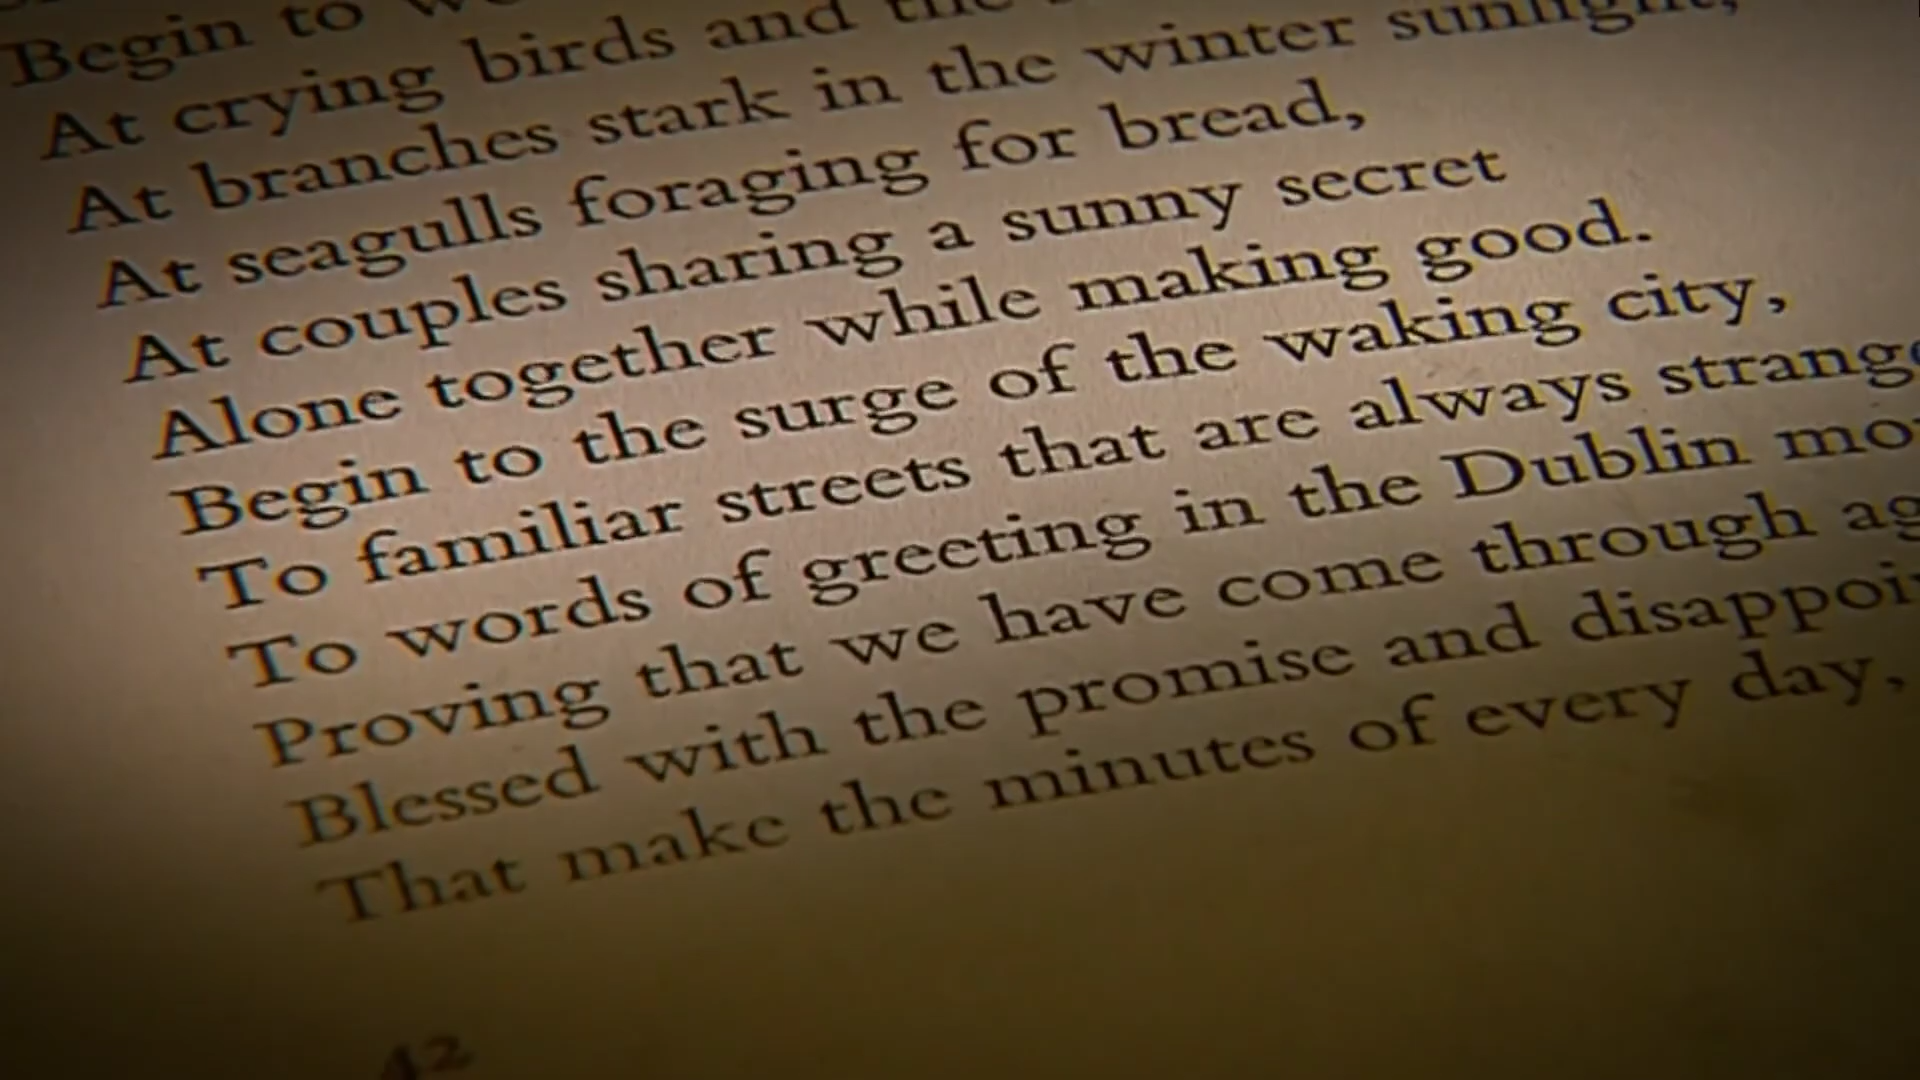 Begin to
At crying birds and the
At branches stark in the winter sunlight,
At seagulls foraging for bread,
At couples sharing a sunny secret
Alone together while making good.
Begin to the surge of the waking city,
To familiar streets that are always strange
To words of greeting in the Dublin
Proving that we have come through
Blessed with the promise and
That make the minutes of every day,
42